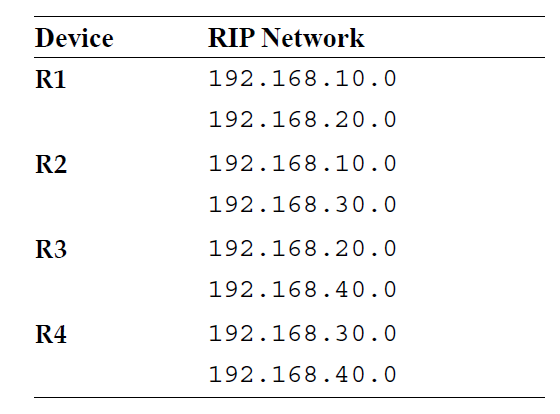 Device RIP Network
R1 192.168.10.0
192.168.20.0
R2 192.168.10.0
192.168.30.0
R3 192.168.20.0
192.168.40.0
R4 192.168.30.0
192.168.40.0